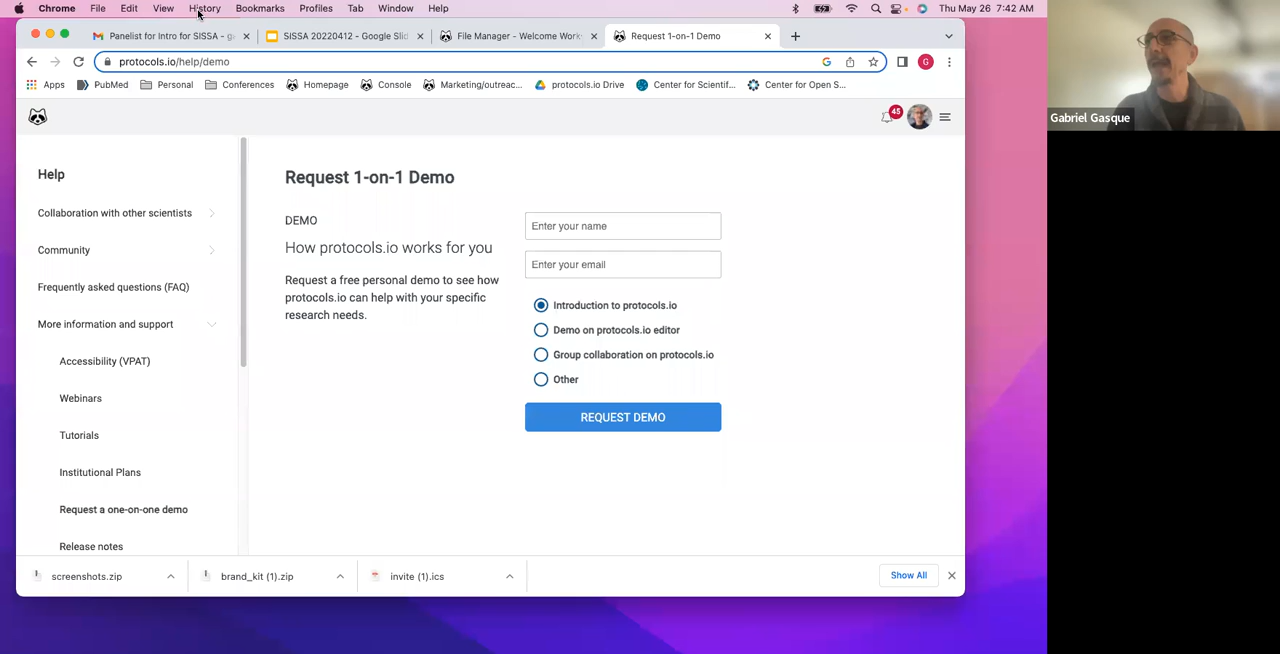 Chrome File Edit View History Bookmarks Profiles Tab Window Help Thu May 26 7:42 AM
Panelist for Intro for SISSA - g SISSA 20220412 - Google Slid File Manager - Welcome Work Request 1-on-1 Demo
protocols.io/help/demo G
Apps PubMed Personal Conferences Homepage Console Marketing/outreac... protocols.io Drive Center for Scientif... Center for Open S...
45
Gabriel Gasque
Help
Collaboration with other scientists
Community
Frequently asked questions (FAQ)
More information and support
Accessibility (VPAT)
Webinars
Tutorials
Institutional Plans
Request a one-on-one demo
Release notes
Request 1-on-1 Demo
DEMO
How protocols.io works for you
Request a free personal demo to see how
protocols.io can help with your specific
research needs.
Enter your name
Enter your email
Introduction to protocols.io
Demo on protocols.io editor
Group collaboration on protocols.io
Other
REQUEST DEMO
screenshots.zip brand_kit (1).zip invite (1).ics Show All